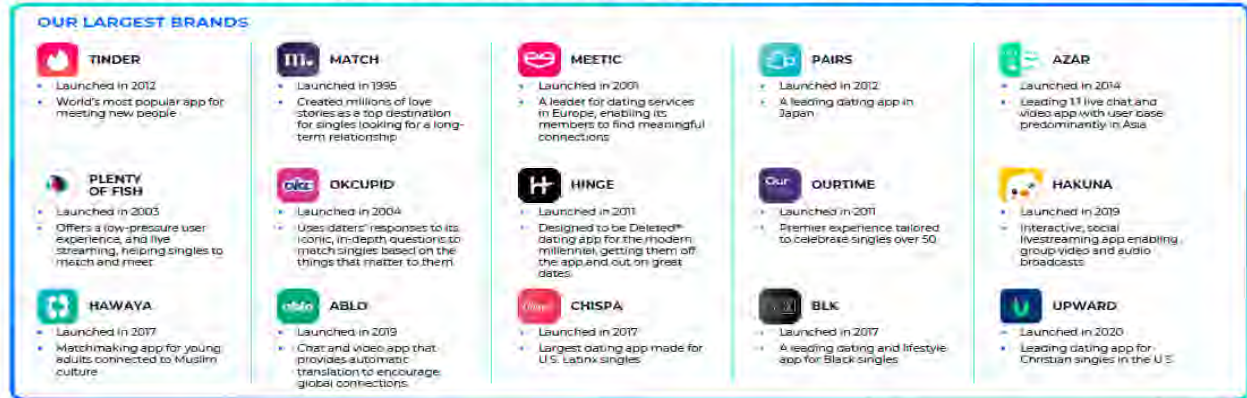 OUR LARGEST BRANDS
TINDER
• Launched in 2012
• World's most popular app for
meeting new people
m.
MATCH
• Launched in 1995
• Created millions of love
stories as a top destination
for singles looking for a long-
term relationship
MEETIC
• Launched in 2001
• A leader for dating services
in Europe, enabling its
members to find meaningful
connections
PAIRS
• Launched in 2012
• A leading dating app in
Japan
AZAR
• Launched in 2014
• Leading 1:1 live chat and
video app with user base
predominantly in Asia
PLENTY
OF FISH
• Launched in 2003
• Offers a low-pressure user
experience, and live
streaming, helping singles to
match and meet
okc
OKCUPID
• Launched in 2004
• Uses daters' responses to its
iconic, in-depth questions to
match singles based on the
things that matter to them
H
HINGE
• Launched in 2011
• Designed to be Deleted®
dating app for the modern
millennial, getting them off
the app and out on great
dates
Our
OURTIME
• Launched in 2011
• Premier experience tailored
to celebrate singles over 50
HAKUNA
• Launched in 2019
• Interactive, social
livestreaming app enabling
group video and audio
broadcasts
HAWAYA
• Launched in 2017
• Matchmaking app for young
adults connected to Muslim
culture
ablo
ABLO
• Launched in 2019
• Chat and video app that
provides automatic
translation to encourage
global connections
CHISPA
• Launched in 2017
• Largest dating app made for
U.S. Latinx singles
BLK
• Launched in 2017
• A leading dating and lifestyle
app for Black singles
UPWARD
• Launched in 2020
• Leading dating app for
Christian singles in the U.S.